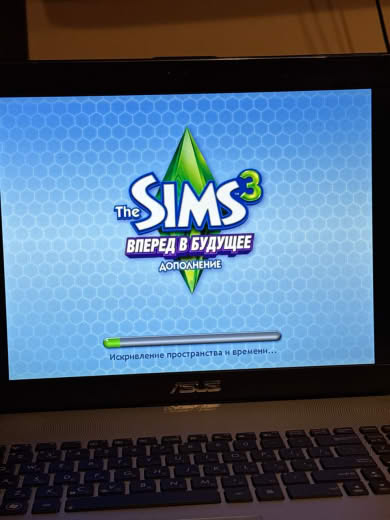 The SIMS 3
ВПЕРЕД В БУДУЩЕЕ
ДОПОЛНЕНИЕ
Искривление пространства и времени...
ASUS